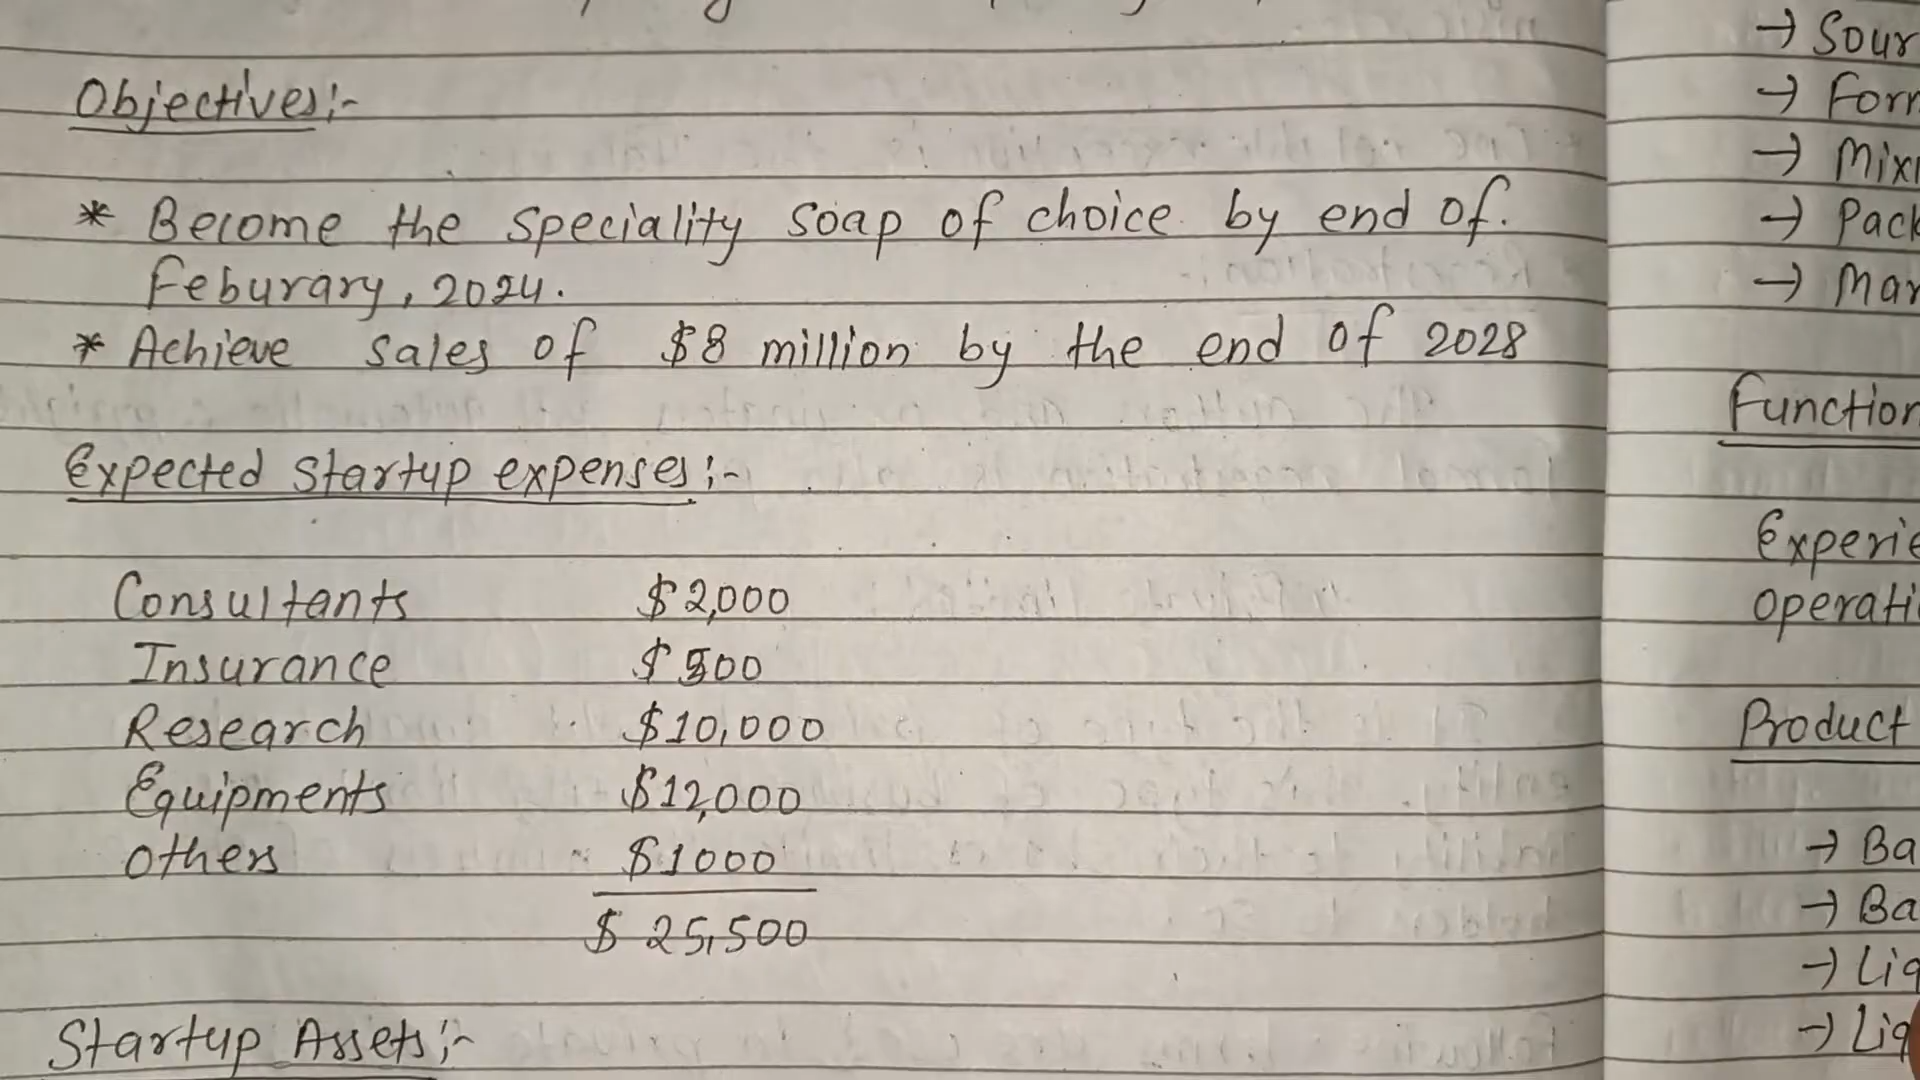 Objectives:-
* Become the Speciality Soap of choice by end of.
Feburary, 2024.
* Achieve sales of $8 million by the end of 2028
Expected Startup expenses:-
Consultants $2,000
Insurance $500
Research $10,000
Equipments $12,000
Others $1000
$ 25,500
Startup Assets:-
→ Sour
→ Form
→ Mixi
→ Pack
→ Mar
Function
Experie
Operati
Product
→ Ba
→ Ba
→ Liq
→ Liq